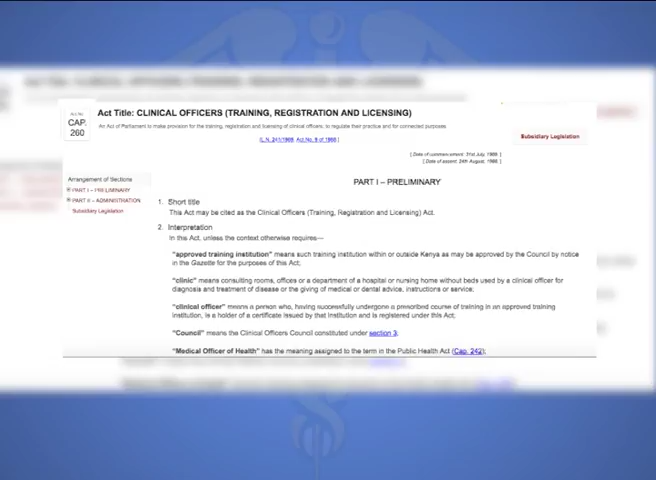 CAP.
260
Act Title: CLINICAL OFFICERS (TRAINING, REGISTRATION AND LICENSING)
An Act of Parliament to make provision for the training, registration and licensing of clinical officers, to regulate their practice and for connected purposes
Subsidiary Legislation
[ Date of commencement: 31st July, 1989. ]
[ Date of assent: 24th August, 1988. ]
Arrangement of Sections
PART I – PRELIMINARY
PART II – ADMINISTRATION
Subsidiary Legislation
PART I – PRELIMINARY
1. Short title
This Act may be cited as the Clinical Officers (Training, Registration and Licensing) Act.
2. Interpretation
In this Act, unless the context otherwise requires—
"approved training institution" means such training institution within or outside Kenya as may be approved by the Council by notice
in the Gazette for the purposes of this Act;
"clinic" means consulting rooms, offices or a department of a hospital or nursing home without beds used by a clinical officer for
diagnosis and treatment of disease or the giving of medical or dental advice, instructions or service;
"clinical officer" means a person who, having successfully undergone a prescribed course of training in an approved training
institution, is a holder of a certificate issued by that institution and is registered under this Act;
"Council" means the Clinical Officers Council constituted under section 3;
"Medical Officer of Health" has the meaning assigned to the term in the Public Health Act (Cap. 242);